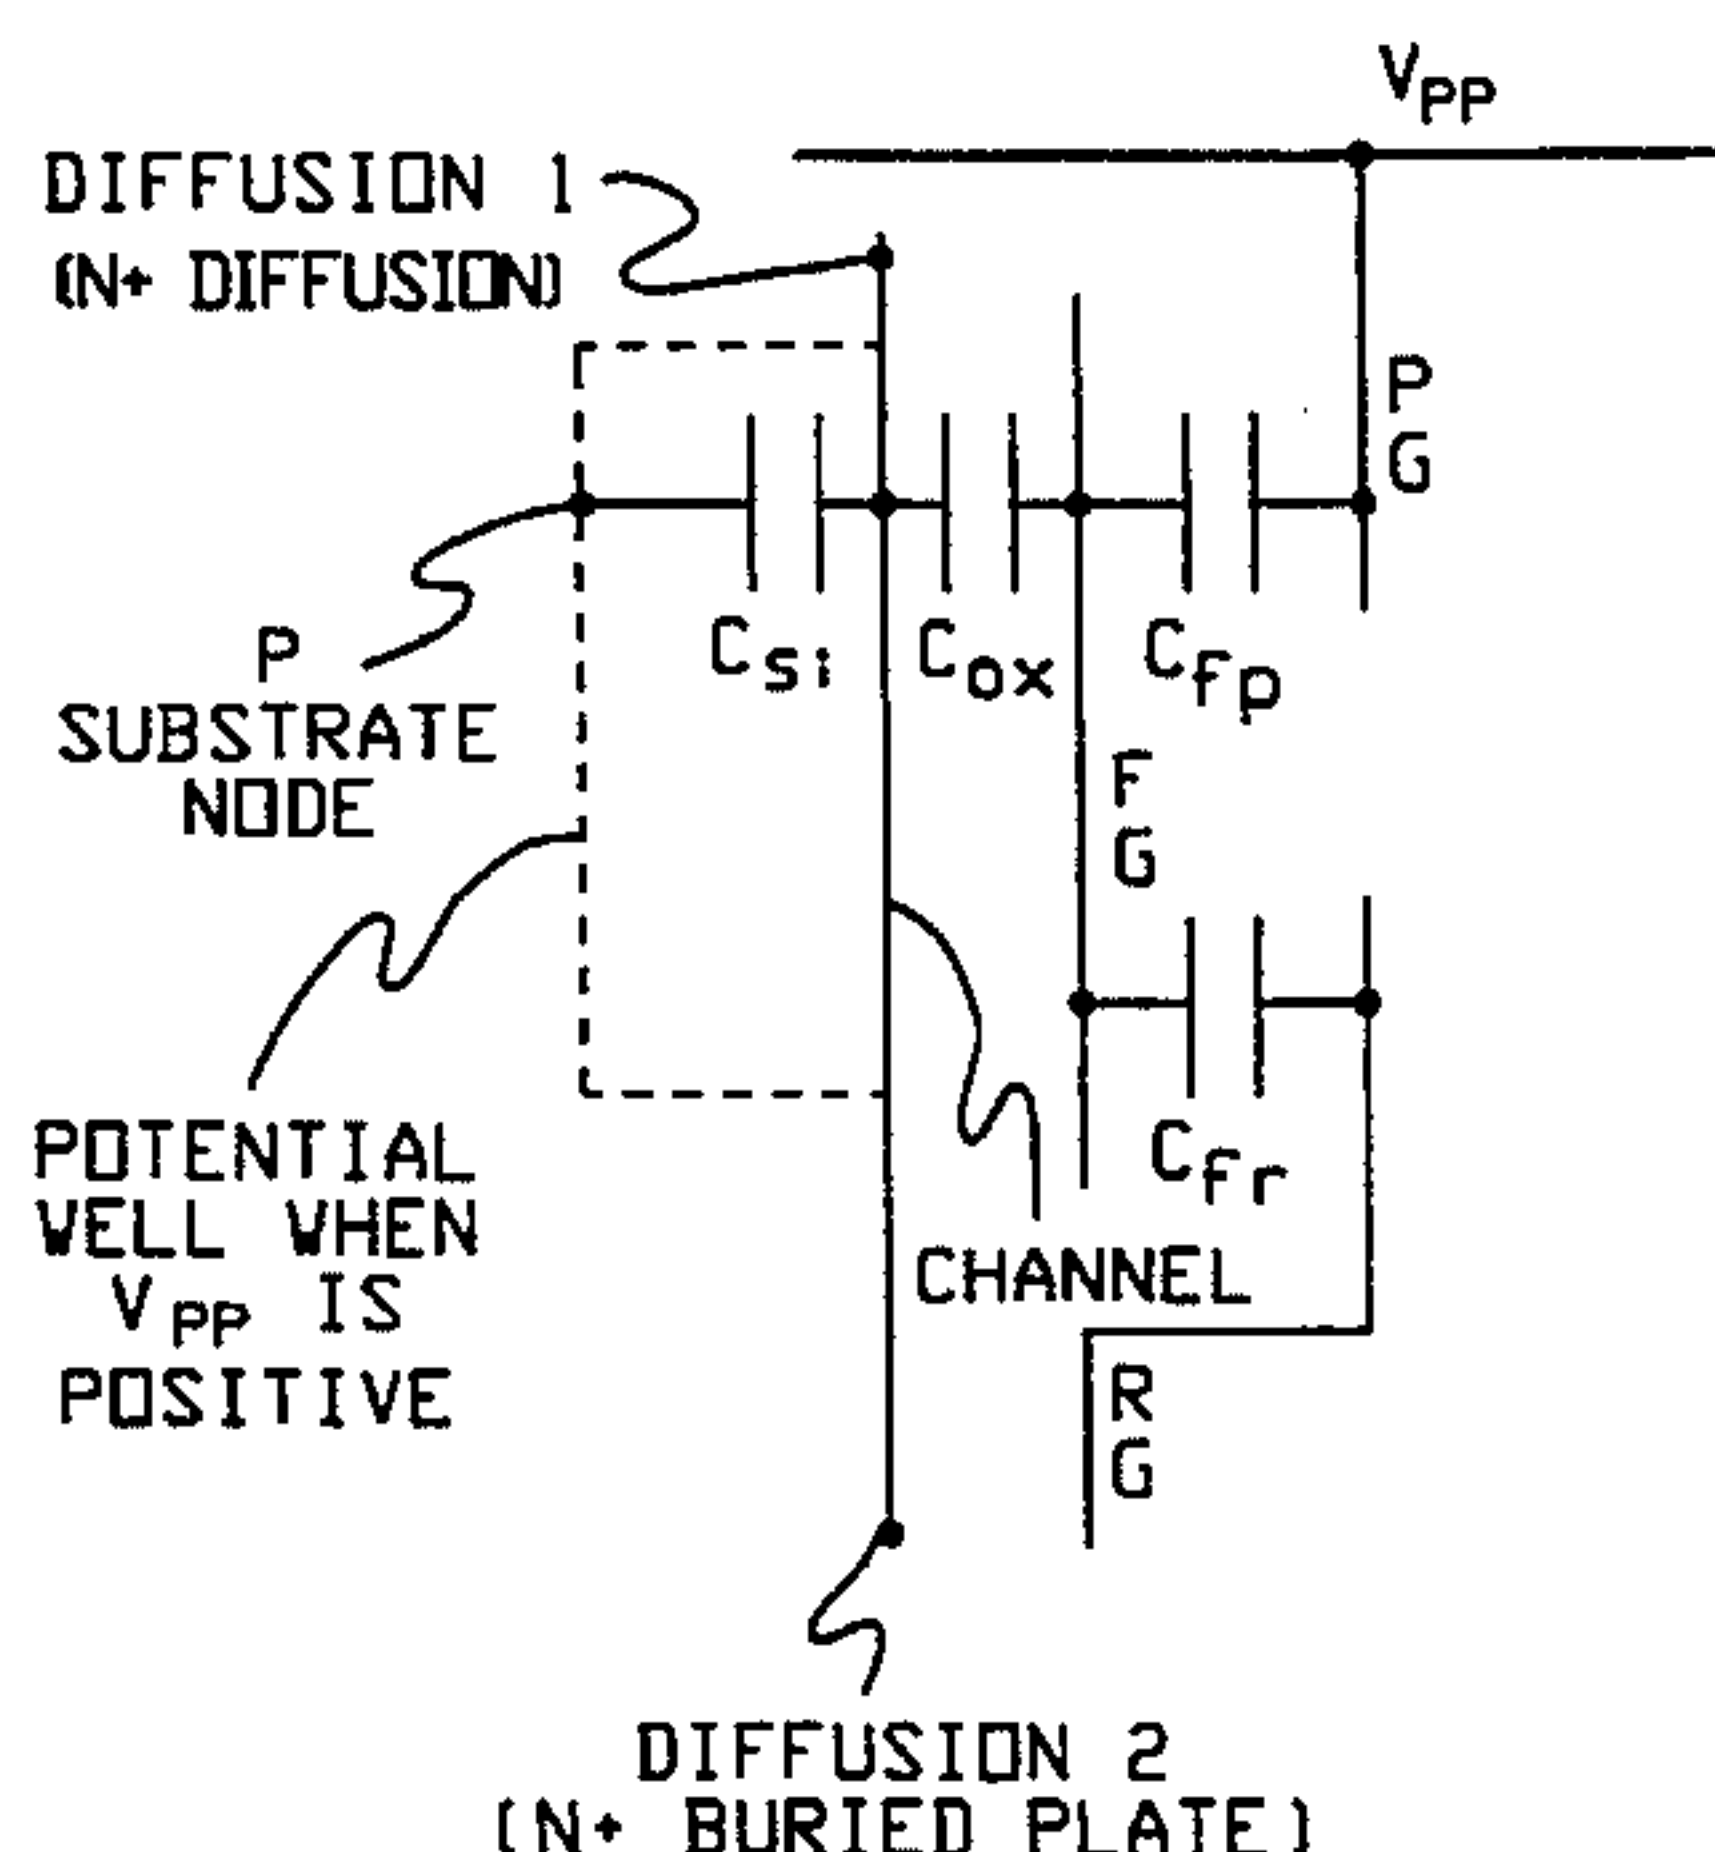 VPP
DIFFUSION 1
(N+ DIFFUSION)
P
G
Csi
Cox
Cfp
P
SUBSTRATE
NODE
F
G
Cfr
POTENTIAL
WELL WHEN
VPP IS
POSITIVE
CHANNEL
R
G
DIFFUSION 2
(N+ BURIED PLATE)